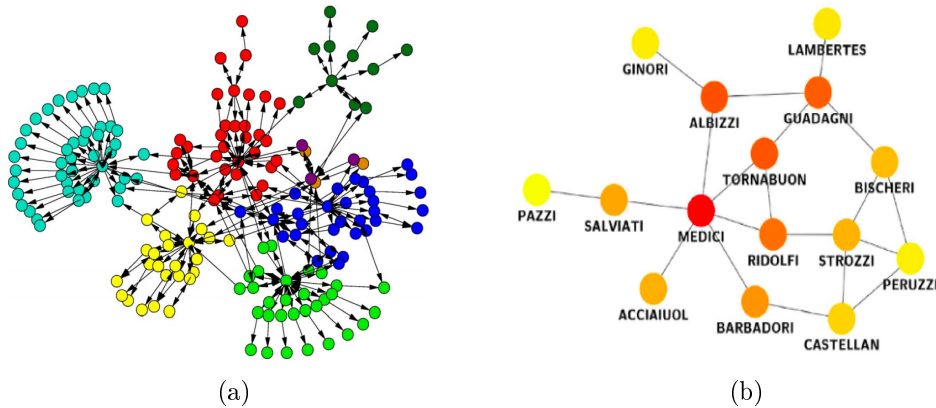 LAMBERTES
GINORI
ALBIZZI
GUADAGNI
TORNABUON
BISCHERI
PAZZI
SALVIATI
MEDICI
RIDOLFI
STROZZI
PERUZZI
ACCIAIUOL
BARBADORI
CASTELLAN
(a)
(b)